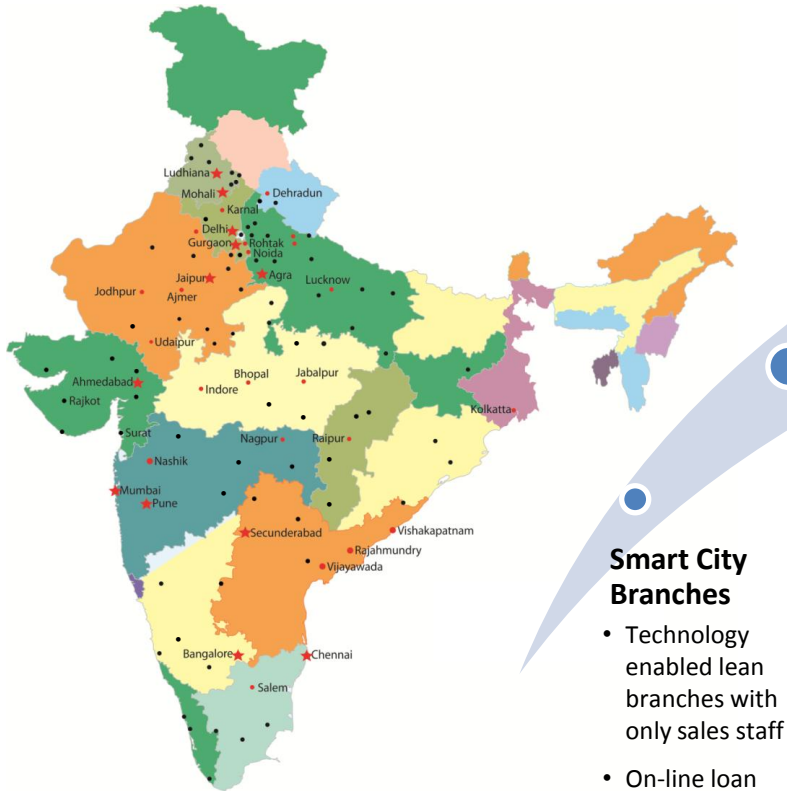 Ludhiana
Mohali
Dehradun
Karnal
Delhi
Gurgaon
Rohtak
Noida
Jaipur
Agra
Jodhpur
Ajmer
Lucknow
Udaipur
Ahmedabad
Bhopal
Jabalpur
Indore
Rajkot
Kolkatta
Surat
Nagpur
Raipur
Nashik
Mumbai
Pune
Secunderabad
Vishakapatnam
Rajahmundry
Vijayawada
Bangalore
Chennai
Salem
Smart City
Branches
• Technology
enabled lean
branches with
only sales staff
• On-line loan